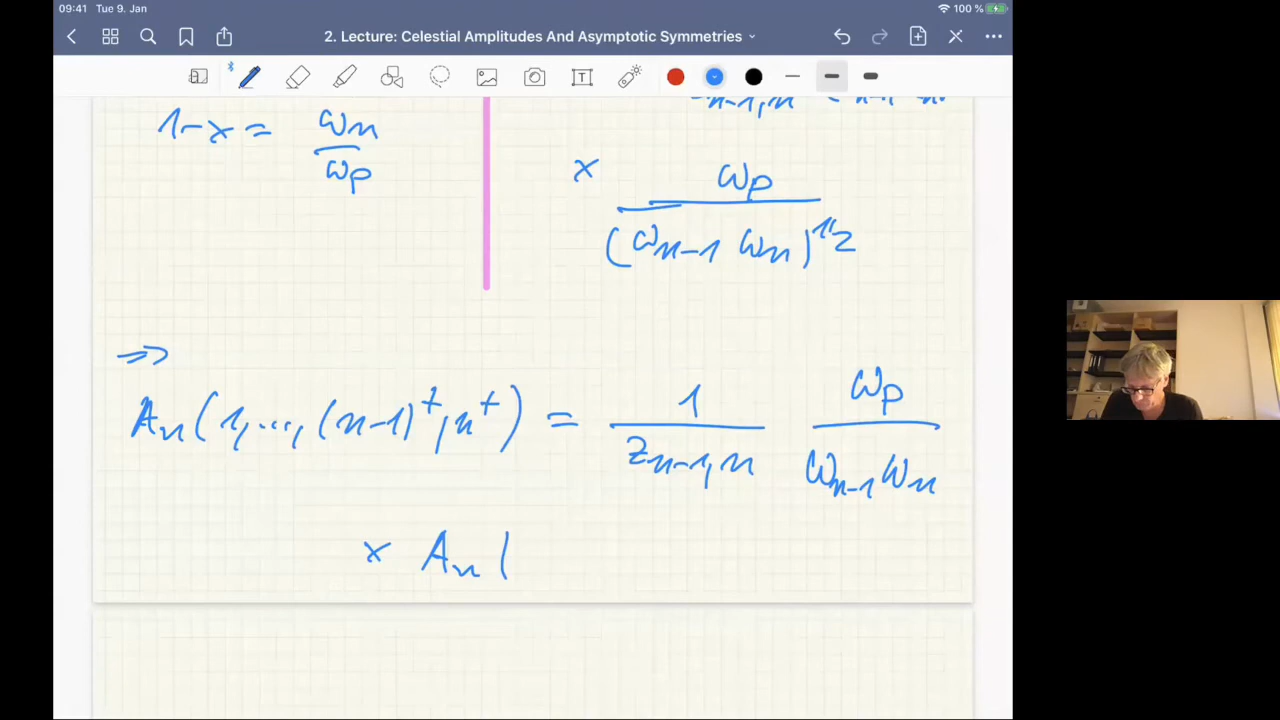 09:41 Tue 9. Jan
100 %
2. Lecture: Celestial Amplitudes And Asymptotic Symmetries
T
1-x = ωn/ωp
× ωp/(ωn-1 ωn)^1/2
⇒
An(1,...,(n-1)^+,n^+) = 1/zn-1,n ωp/ωn-1 ωn
× An(